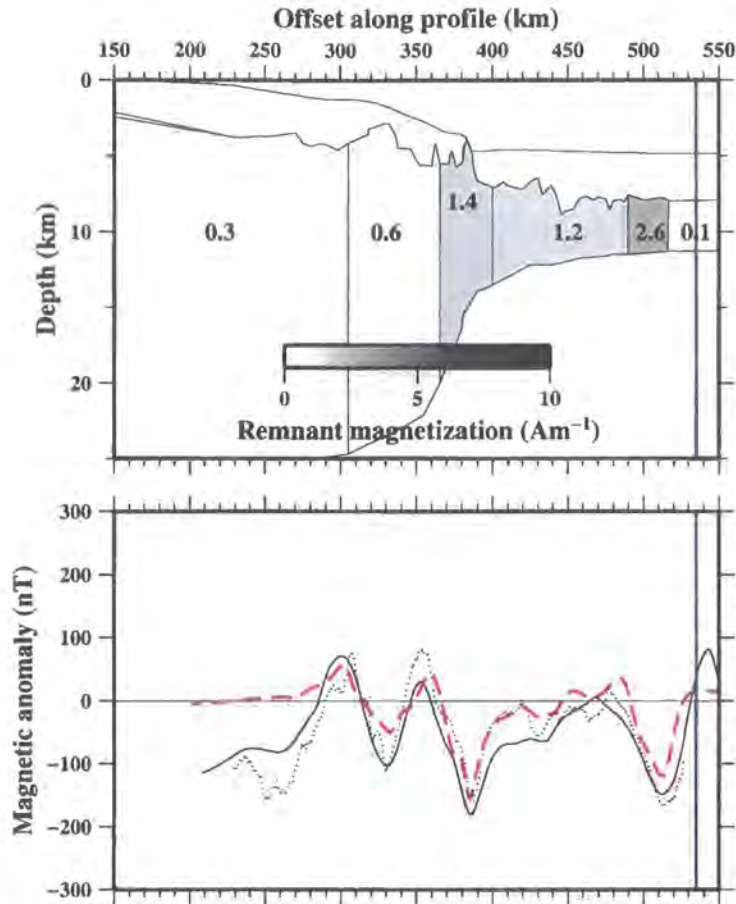 Offset along profile (km)
150 200 250 300 350 400 450 500 550
0
10
20
Depth (km)
0.3 0.6 1.4 1.2 2.6 0.1
0 5 10
Remnant magnetization (Am⁻¹)
300
200
100
0
−100
−200
−300
Magnetic anomaly (nT)